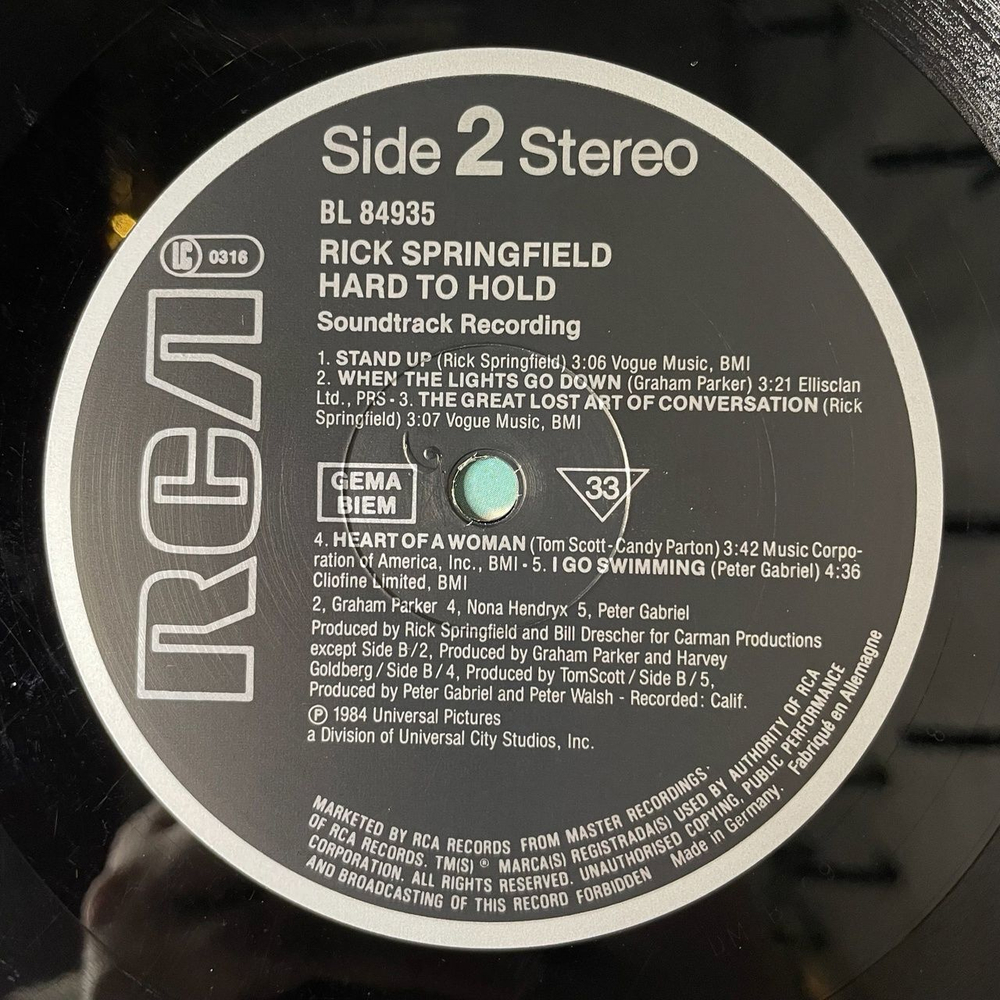 Side 2 Stereo
BL 84935
LC 0316
RICK SPRINGFIELD
HARD TO HOLD
Soundtrack Recording
RCA
1. STAND UP (Rick Springfield) 3:06 Vogue Music, BMI
2. WHEN THE LIGHTS GO DOWN (Graham Parker) 3:21 Ellisclan
Ltd., PRS - 3. THE GREAT LOST ART OF CONVERSATION (Rick
Springfield) 3:07 Vogue Music, BMI
GEMA
BIEM
33
4. HEART OF A WOMAN (Tom Scott-Candy Parton) 3:42 Music Corpo-
ration of America, Inc., BMI - 5. I GO SWIMMING (Peter Gabriel) 4:36
Cliofine Limited, BMI
2, Graham Parker 4, Nona Hendryx 5, Peter Gabriel
Produced by Rick Springfield and Bill Drescher for Carman Productions
except Side B/2, Produced by Graham Parker and Harvey
Goldberg/Side B/4, Produced by TomScott/Side B/5,
Produced by Peter Gabriel and Peter Walsh - Recorded: Calif.
℗ 1984 Universal Pictures
a Division of Universal City Studios, Inc.
MARKETED BY RCA RECORDS FROM MASTER RECORDINGS.
OF RCA RECORDS. TM(S) ® MARCA(S) REGISTRADA(S) USED BY AUTHORITY OF RCA
CORPORATION. ALL RIGHTS RESERVED. UNAUTHORISED COPYING, PUBLIC PERFORMANCE
AND BROADCASTING OF THIS RECORD FORBIDDEN Made in Germany. Fabriqué en Allemagne